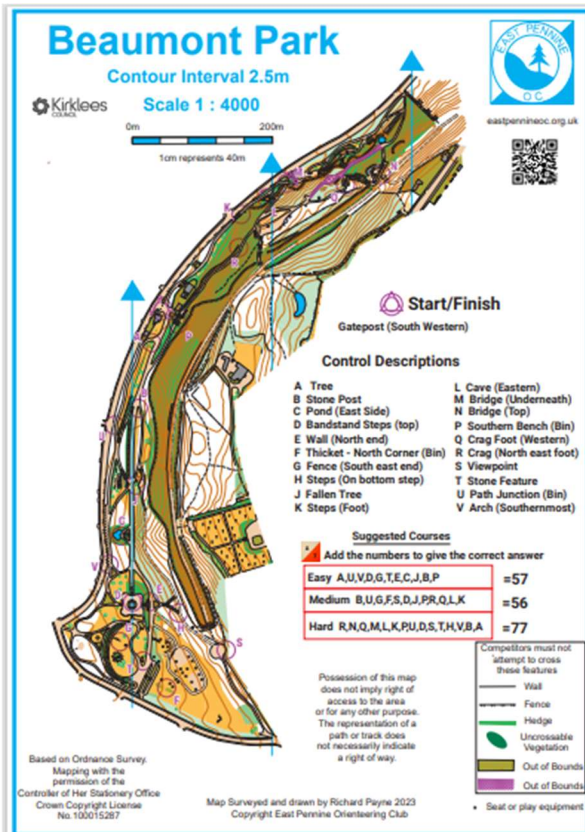 Beaumont Park
Contour Interval 2.5m
Scale 1 : 4000
Kirklees
COUNCIL
0m 200m
1cm represents 40m
EAST PENNINE
OC
eastpennineoc.org.uk
Start/Finish
Gatepost (South Western)
Control Descriptions
A Tree
B Stone Post
C Pond (East Side)
D Bandstand Steps (top)
E Wall (North end)
F Thicket - North Corner (Bin)
G Fence (South east end)
H Steps (On bottom step)
J Fallen Tree
K Steps (Foot)
L Cave (Eastern)
M Bridge (Underneath)
N Bridge (Top)
P Southern Bench (Bin)
Q Crag Foot (Western)
R Crag (North east foot)
S Viewpoint
T Stone Feature
U Path Junction (Bin)
V Arch (Southernmost)
Suggested Courses
Add the numbers to give the correct answer
Easy A,U,V,D,G,T,E,C,J,B,P =57
Medium B,U,G,F,S,D,J,P,R,Q,L,K =56
Hard R,N,Q,M,L,K,P,U,D,S,T,H,V,B,A =77
K
N
R
P
U
V
E
D
G
H
S
T
F
Possession of this map
does not imply right of
access to the area
or for any other purpose.
The representation of a
path or track does
not necessarily indicate
a right of way.
Competitors must not
attempt to cross
these features
Wall
Fence
Hedge
Uncrossable
Vegetation
Out of Bounds
Out of Bounds
Seat or play equipment
Based on Ordnance Survey.
Mapping with the
permission of the
Controller of Her Stationery Office
Crown Copyright License
No.100015287
Map Surveyed and drawn by Richard Payne 2023
Copyright East Pennine Orienteering Club